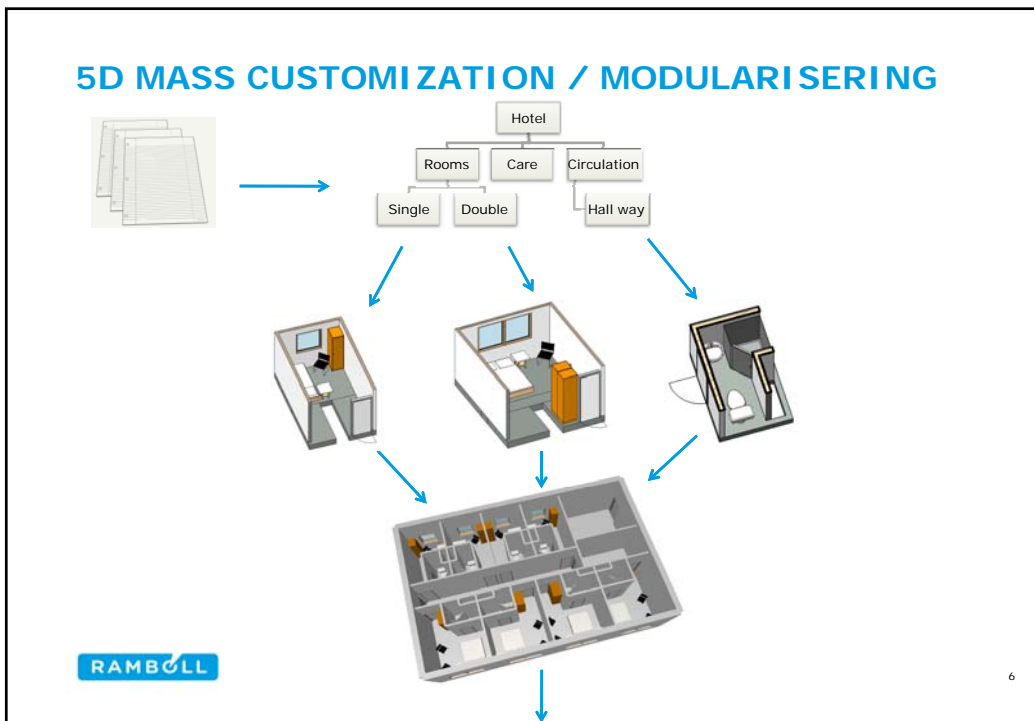 5D MASS CUSTOMIZATION / MODULARISERING
Hotel
Rooms
Care
Circulation
Single
Double
Hall way
RAMBOLL
6